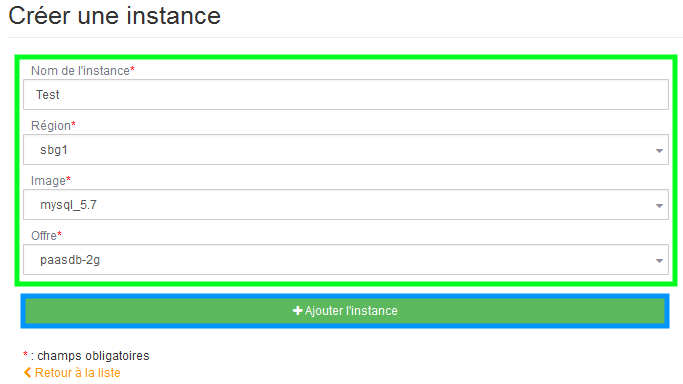 Créer une instance
Nom de l'instance*
Test
Région*
sbg1
Image*
mysql_5.7
Offre*
paasdb-2g
+ Ajouter l'instance
* : champs obligatoires
Retour à la liste